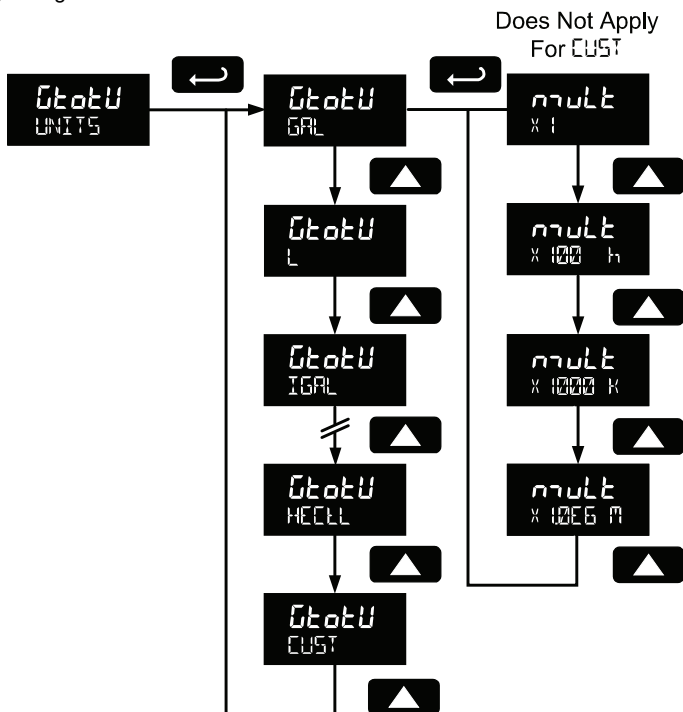 Does Not Apply
For CUST
GtotU
UNITS
GtotU
GAL
mult
X 1
GtotU
L
mult
X 100 h
GtotU
IGAL
mult
X 1000 K
GtotU
HECtL
mult
X 1.0E6 M
GtotU
CUST